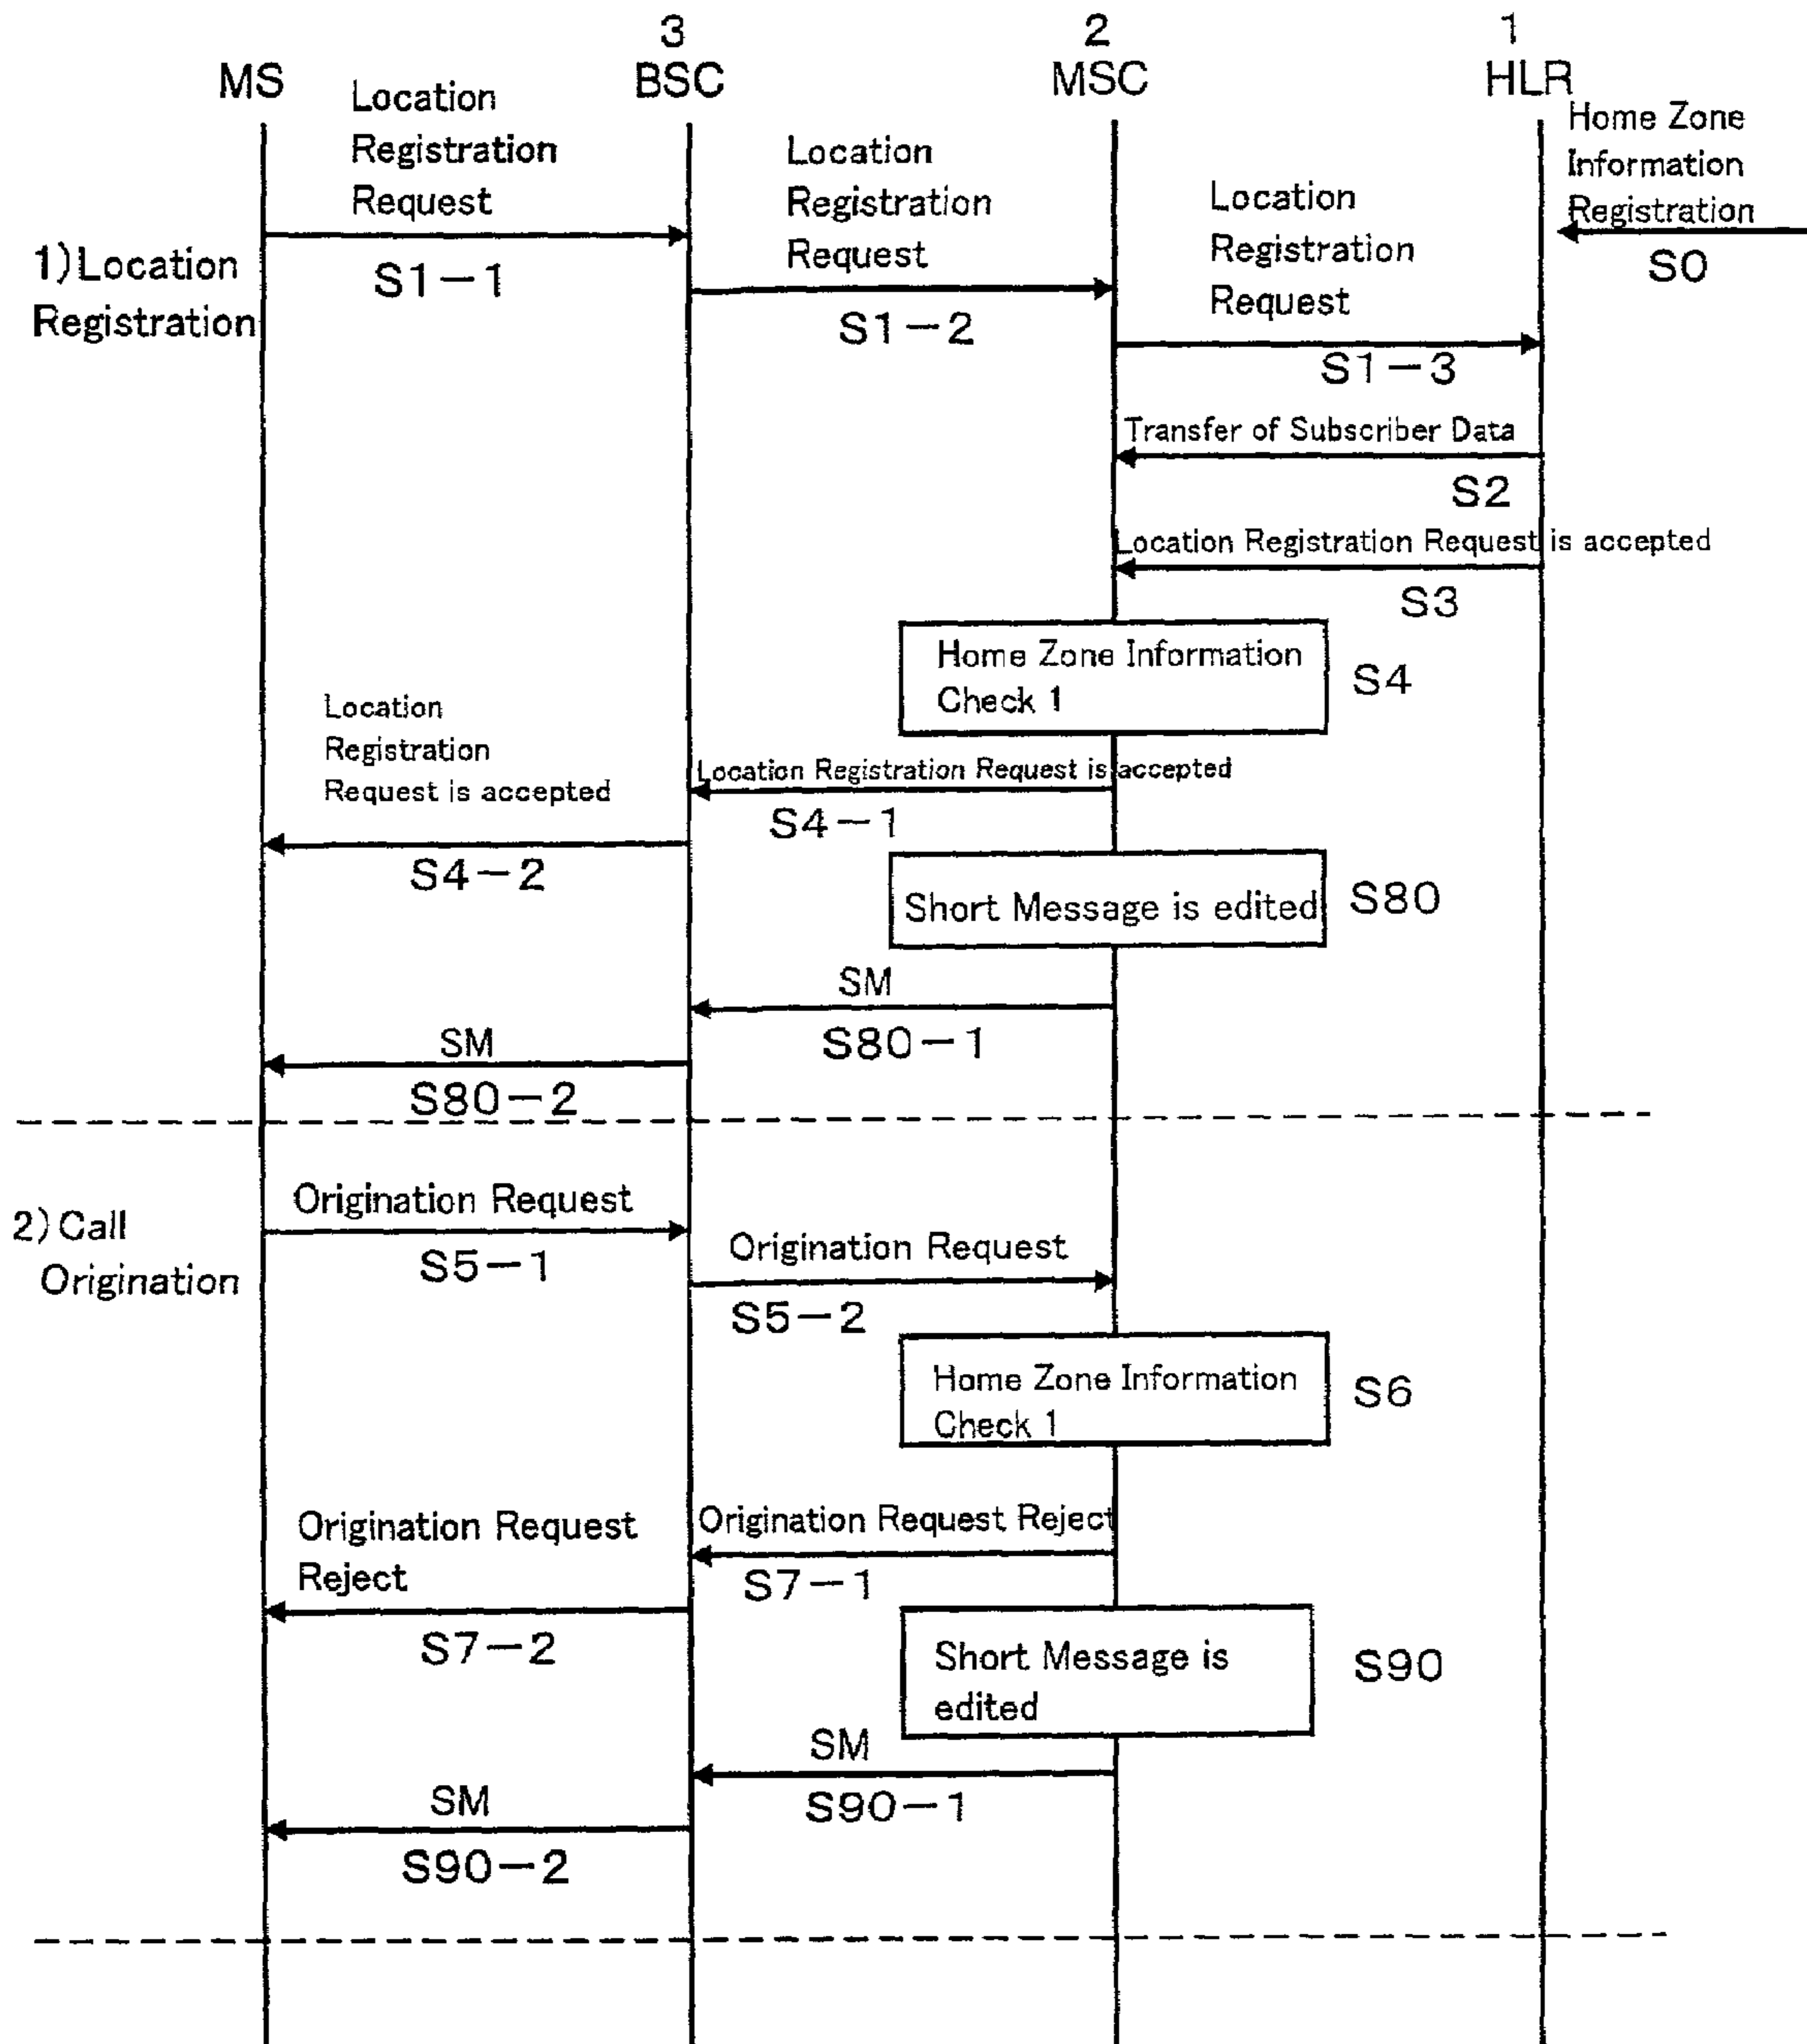 3
2
1
MS
BSC
MSC
HLR
Location
Registration
Request
Location
Registration
Request
Location
Registration
Request
Home Zone
Information
Registration
S0
1)Location
Registration
S1-1
S1-2
S1-3
Transfer of Subscriber Data
S2
Location Registration Request is accepted
S3
Home Zone Information
Check 1
S4
Location
Registration
Request is accepted
Location Registration Request is accepted
S4-1
S4-2
Short Message is edited
S80
SM
S80-1
SM
S80-2
2) Call
Origination
Origination Request
S5-1
Origination Request
S5-2
Home Zone Information
Check 1
S6
Origination Request
Reject
Origination Request Reject
S7-1
S7-2
Short Message is
edited
S90
SM
S90-1
SM
S90-2